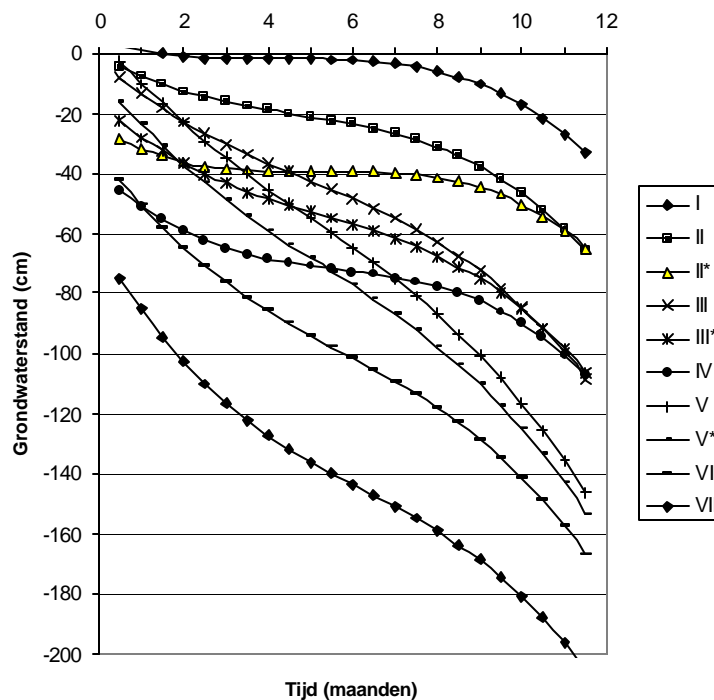 0 2 4 6 8 10 12
0
-20
-40
-60
-80
-100
-120
-140
-160
-180
-200
Grondwaterstand (cm)
Tijd (maanden)
I
II
II*
III
III*
IV
V
V*
VI
VI